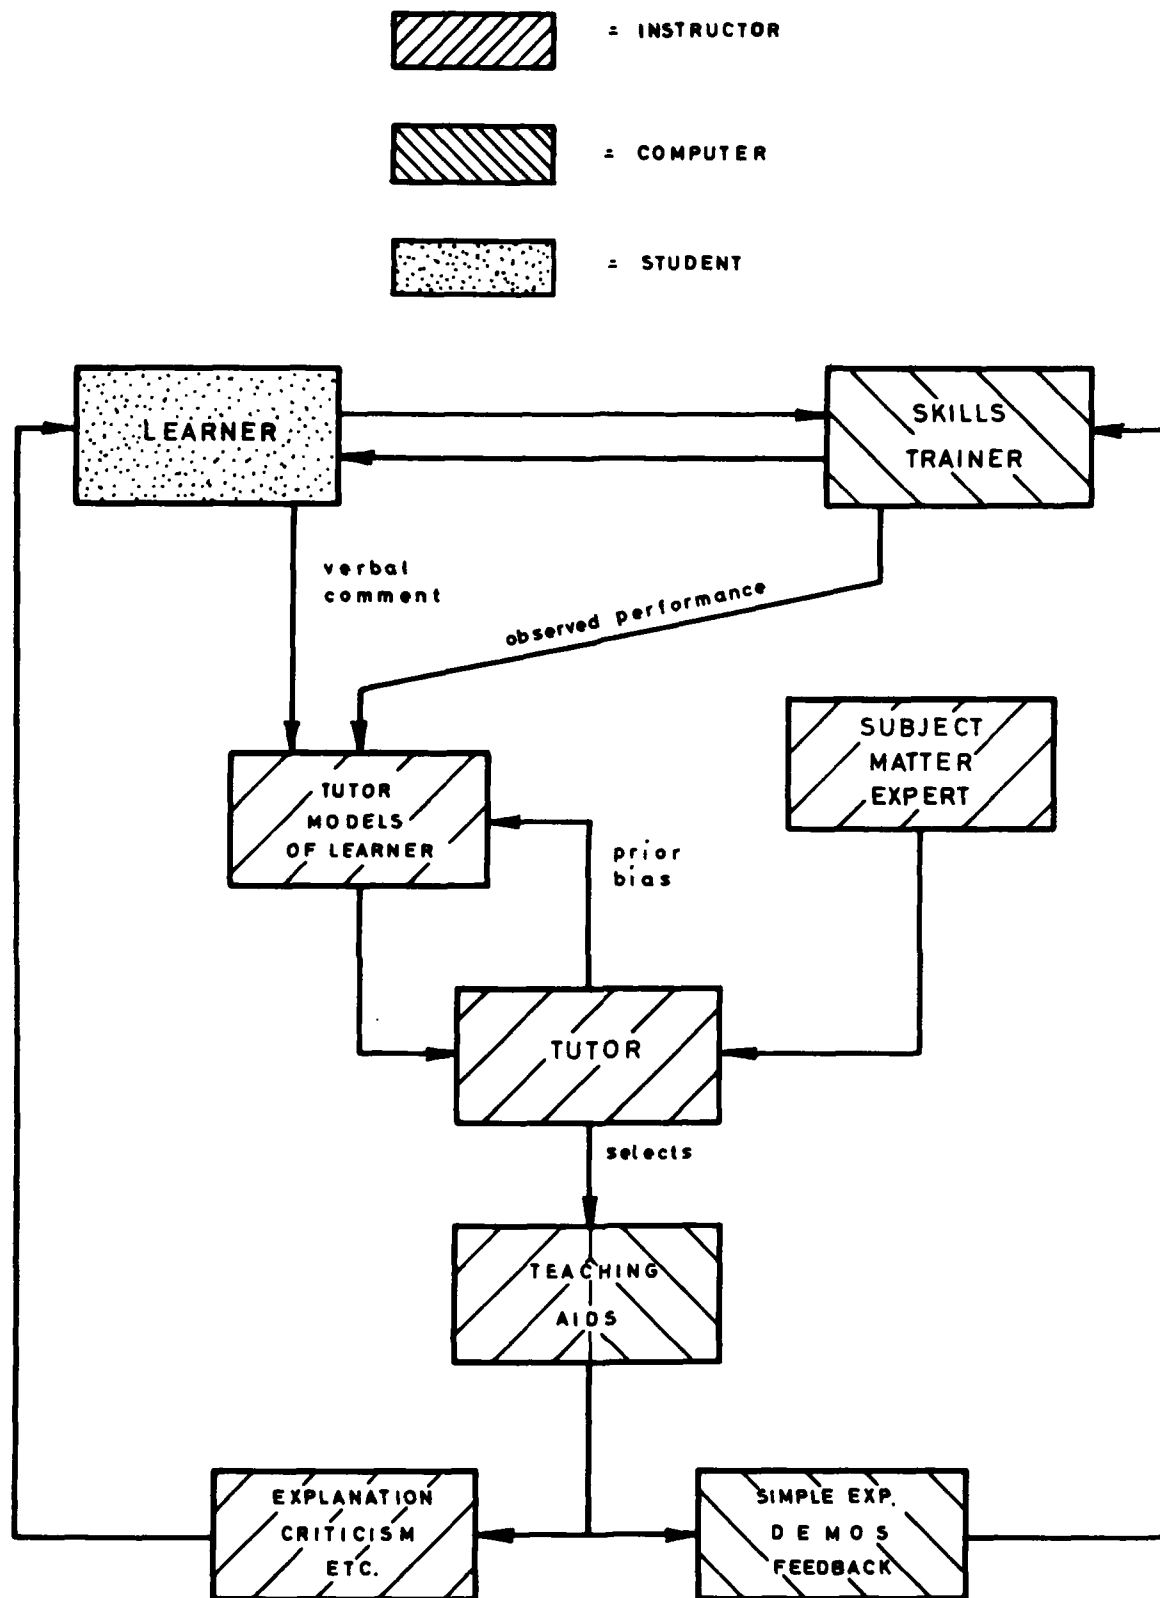 = INSTRUCTOR
= COMPUTER
= STUDENT
LEARNER
SKILLS
TRAINER
verbal
comment
observed performance
SUBJECT
MATTER
EXPERT
TUTOR
MODELS
OF LEARNER
prior
bias
TUTOR
selects
TEACHING
AIDS
EXPLANATION
CRITICISM
ETC.
SIMPLE EXP.
DEMOS
FEEDBACK